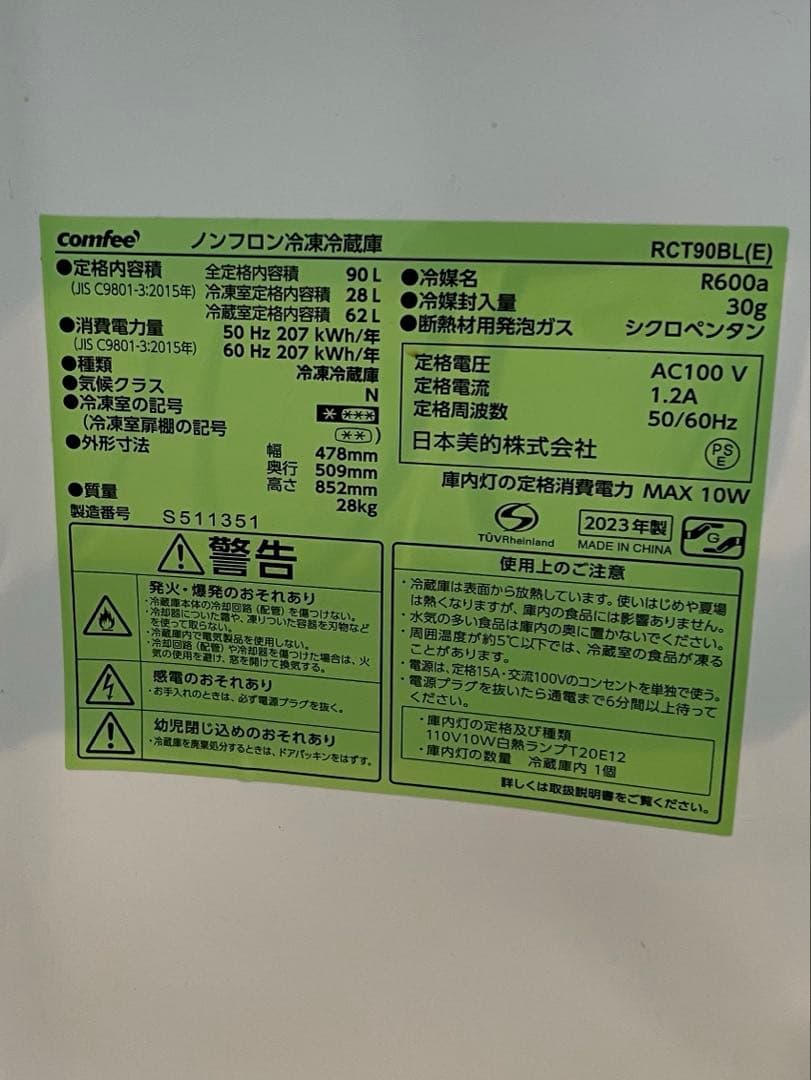 comfee'
ノンフロン冷凍冷蔵庫
RCT90BL(E)
●定格内容積 全定格内容積 90 L
(JIS C9801-3:2015年) 冷凍室定格内容積 28 L
冷蔵室定格内容積 62 L
●消費電力量 50 Hz 207 kWh/年
(JIS C9801-3:2015年) 60 Hz 207 kWh/年
●種類 冷凍冷蔵庫
●気候クラス N
●冷凍室の記号
(冷凍室扉棚の記号 )
●外形寸法 幅 478mm
奥行 509mm
高さ 852mm
●質量 28kg
製造番号 S511351
●冷媒名 R600a
●冷媒封入量 30g
●断熱材用発泡ガス シクロペンタン
定格電圧 AC100 V
定格電流 1.2A
定格周波数 50/60Hz
日本美的株式会社 PS E
庫内灯の定格消費電力 MAX 10W
TÜVRheinland
2023年製
MADE IN CHINA
G
警告
発火・爆発のおそれあり
・冷蔵庫本体の冷却回路（配管）を傷つけない。
・冷却器についた霜や、凍りついた容器を刃物など
を使って取らない。
・冷蔵庫内で電気製品を使用しない。
・冷却回路（配管）や冷却器を傷つけた場合は、火
気の使用を避け、窓を開けて換気する。
感電のおそれあり
・お手入れのときは、必ず電源プラグを抜く。
幼児閉じ込めのおそれあり
・冷蔵庫を廃棄処分するときは、ドアパッキンをはずす。
使用上のご注意
・冷蔵庫は表面から放熱しています。使いはじめや夏場
は熱くなりますが、庫内の食品には影響ありません。
・水気の多い食品は庫内の奥に置かないでください。
・周囲温度が約5℃以下では、冷蔵室の食品が凍る
ことがあります。
・電源は、定格15A・交流100Vのコンセントを単独で使う。
・電源プラグを抜いたら通電まで6分間以上待って
ください。
・庫内灯の定格及び種類
110V10W白熱ランプT20E12
・庫内灯の数量 冷蔵庫内 1個
詳しくは取扱説明書をご覧ください。